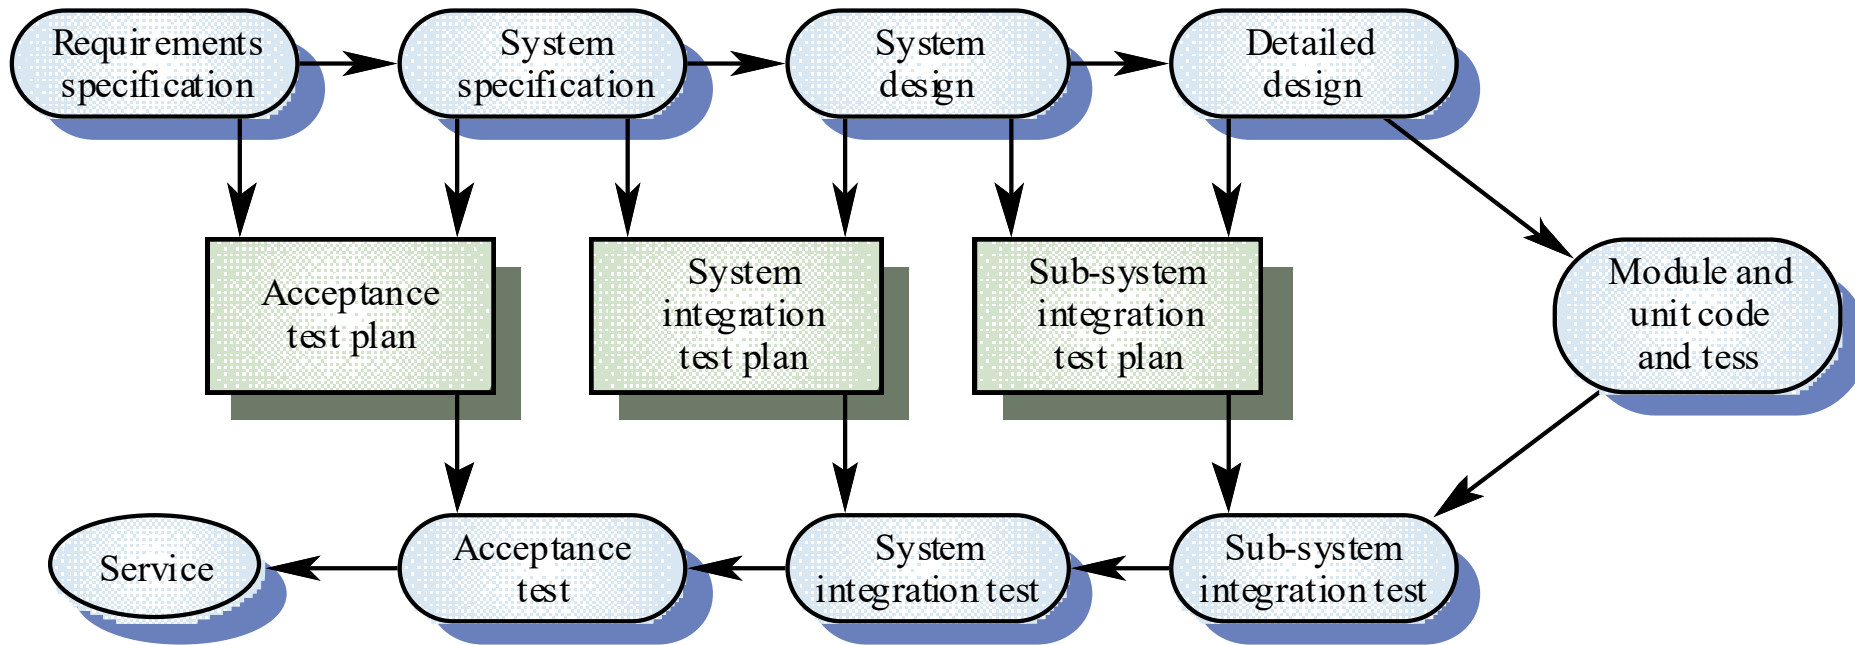 Requirements
specification
System
specification
System
design
Detailed
design
Acceptance
test plan
System
integration
test plan
Sub-system
integration
test plan
Module and
unit code
and tess
Service
Acceptance
test
System
integration test
Sub-system
integration test